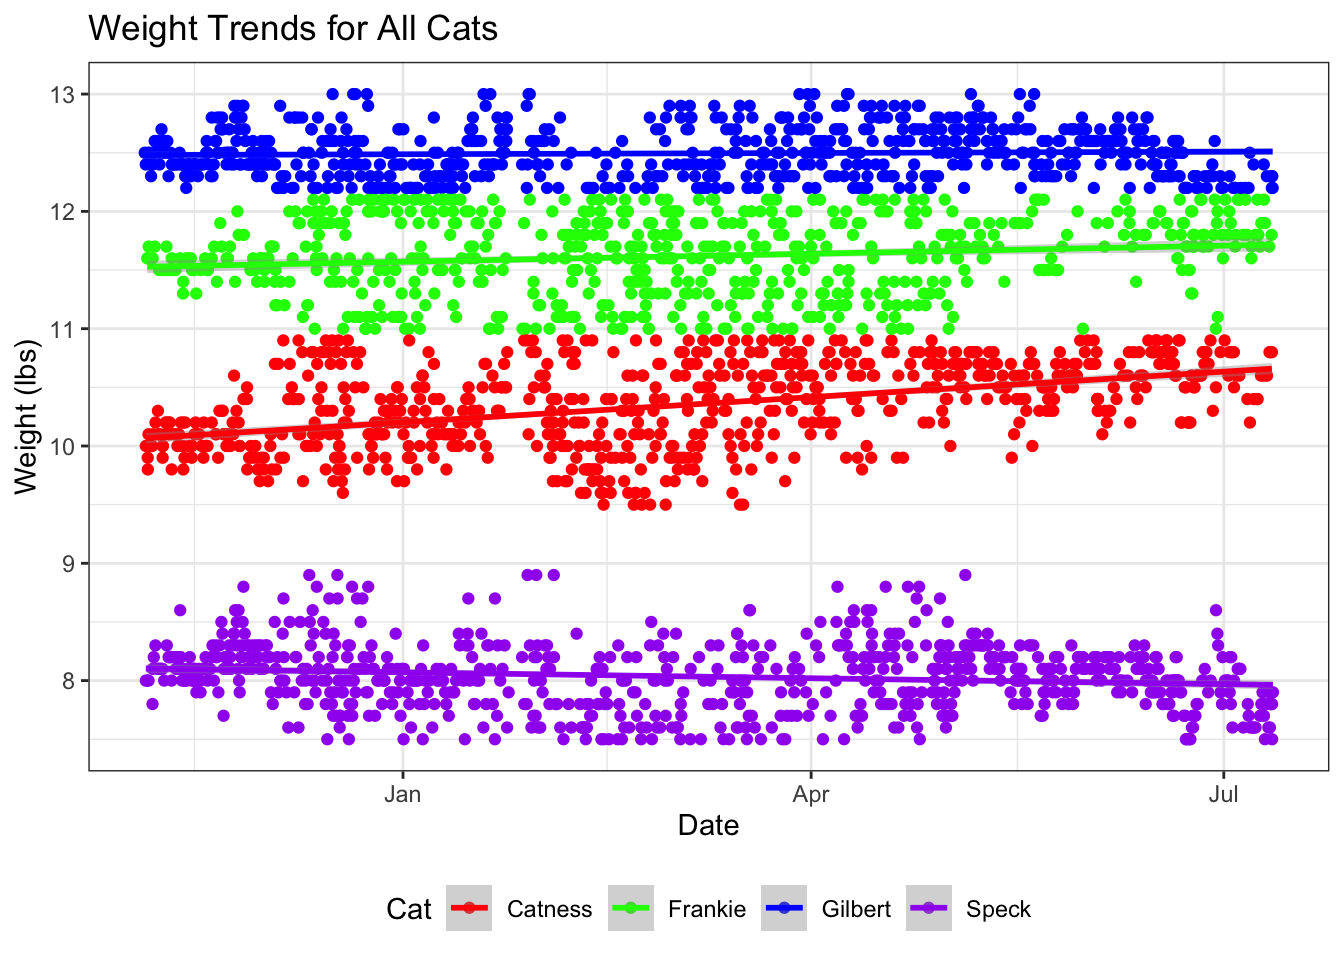 Weight Trends for All Cats
13
12
11
10
9
8
Weight (lbs)
Jan Apr Jul
Date
Cat Catness Frankie Gilbert Speck